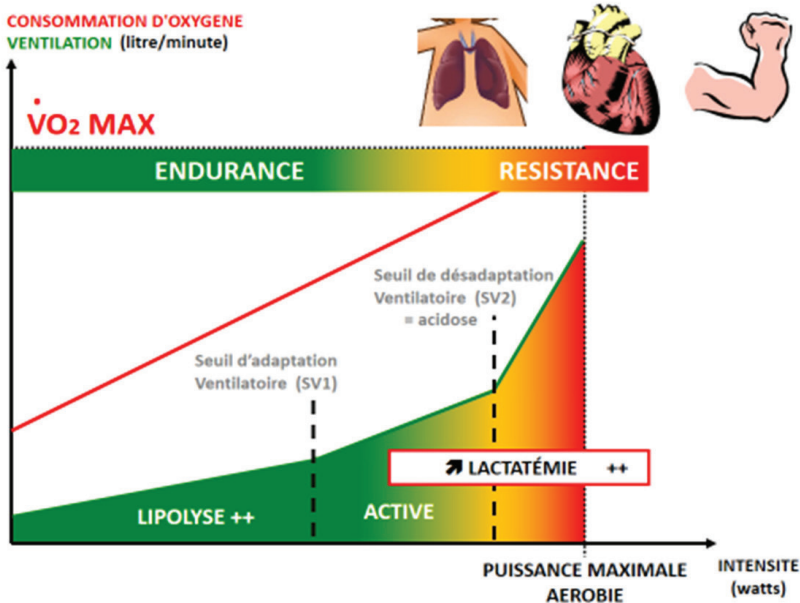 CONSOMMATION D'OXYGENE
VENTILATION (litre/minute)
VO2 MAX
ENDURANCE
RESISTANCE
Seuil de désadaptation
Ventilatoire (SV2)
= acidose
Seuil d'adaptation
Ventilatoire (SV1)
LACTATÉMIE ++
LIPOLYSE ++
ACTIVE
PUISSANCE MAXIMALE
AEROBIE
INTENSITE
(watts)